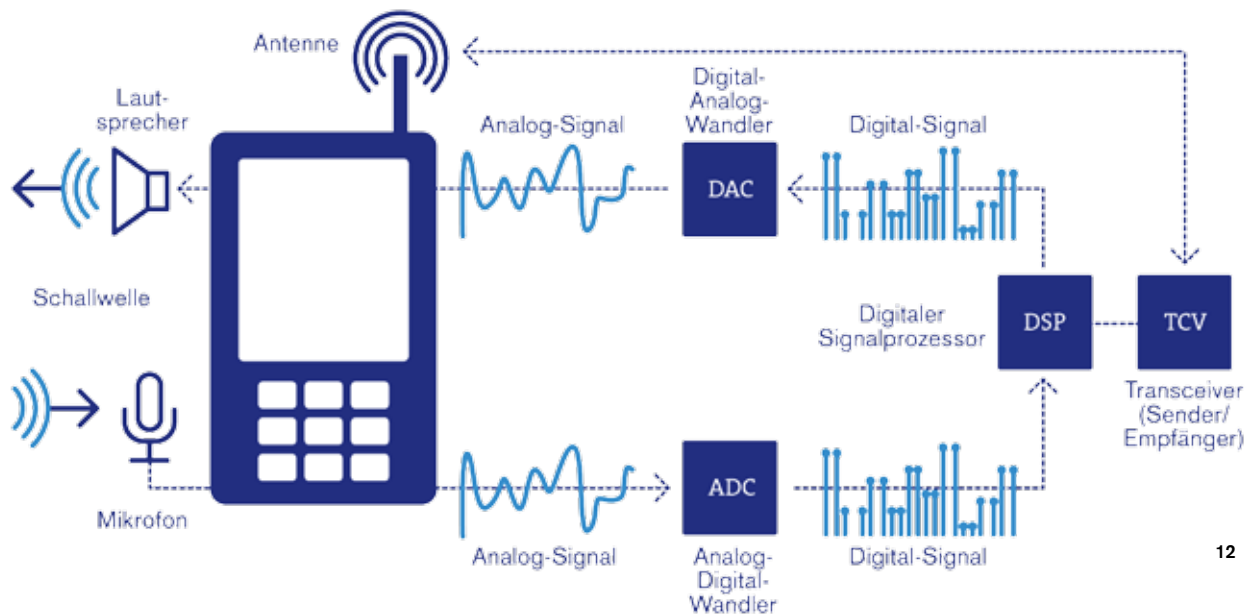 Antenne
Laut-
sprecher
Analog-Signal
Digital-
Analog-
Wandler
DAC
Digital-Signal
Schallwelle
Digitaler
Signalprozessor
DSP
TCV
Transceiver
(Sender/
Empfänger)
Mikrofon
Analog-Signal
ADC
Analog-
Digital-
Wandler
Digital-Signal
12